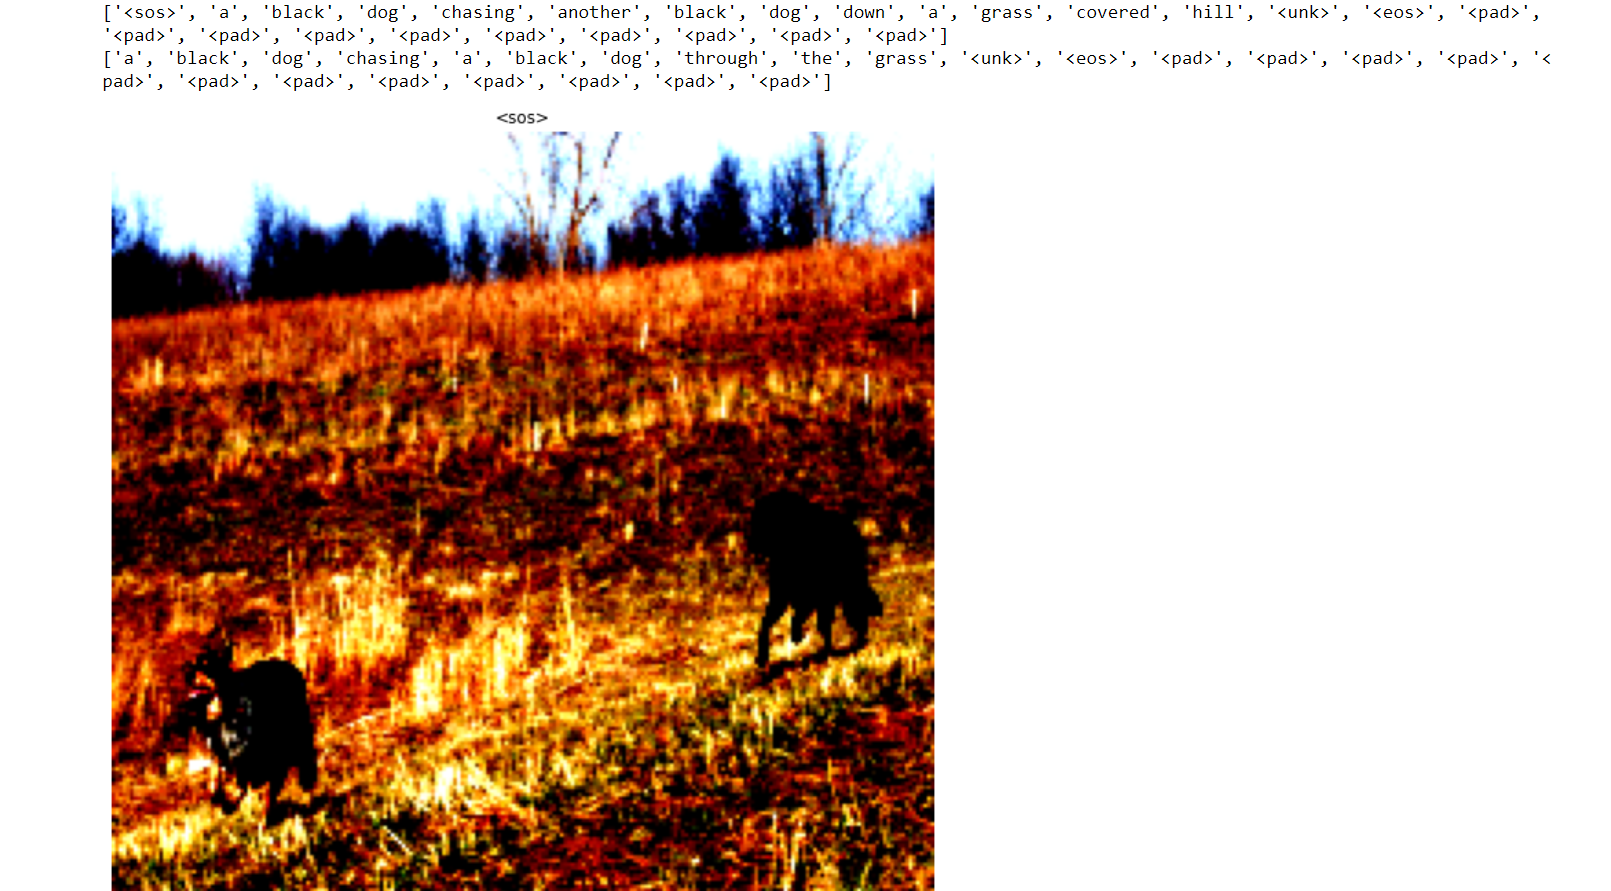 ['<sos>', 'a', 'black', 'dog', 'chasing', 'another', 'black', 'dog', 'down', 'a', 'grass', 'covered', 'hill', '<unk>', '<eos>', '<pad>',
'<pad>', '<pad>', '<pad>', '<pad>', '<pad>', '<pad>', '<pad>', '<pad>', '<pad>']
['a', 'black', 'dog', 'chasing', 'a', 'black', 'dog', 'through', 'the', 'grass', '<unk>', '<eos>', '<pad>', '<pad>', '<pad>', '<pad>', '<
pad>', '<pad>', '<pad>', '<pad>', '<pad>', '<pad>', '<pad>', '<pad>']
<sos>